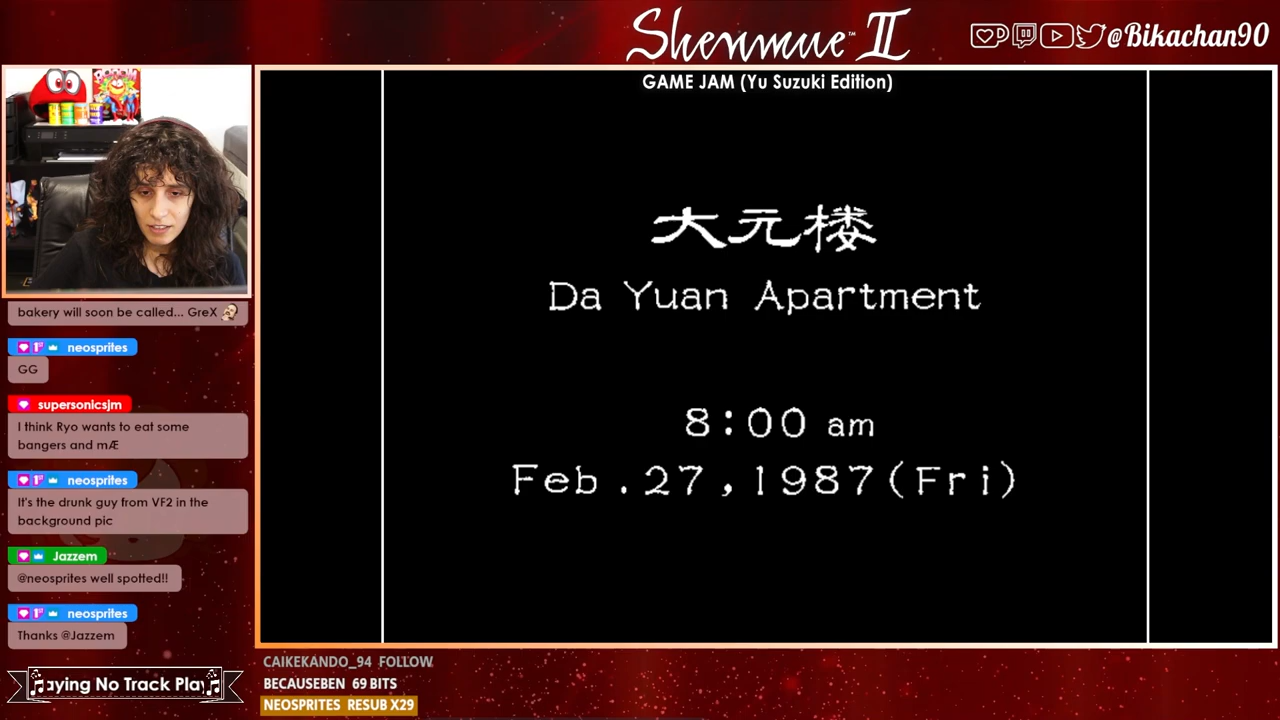 Shenmue™ II
@Bikachan90
GAME JAM (Yu Suzuki Edition)
大元楼
Da Yuan Apartment
8:00 am
Feb.27,1987(Fri)
bakery will soon be called... GreX
neosprites
GG
supersonicsjm
I think Ryo wants to eat some
bangers and mÆ
neosprites
It's the drunk guy from VF2 in the
background pic
Jazzem
@neosprites well spotted!!
neosprites
Thanks @Jazzem
aying No Track Play
CAIKEKANDO_94 FOLLOW
BECAUSEBEN 69 BITS
NEOSPRITES RESUB X29